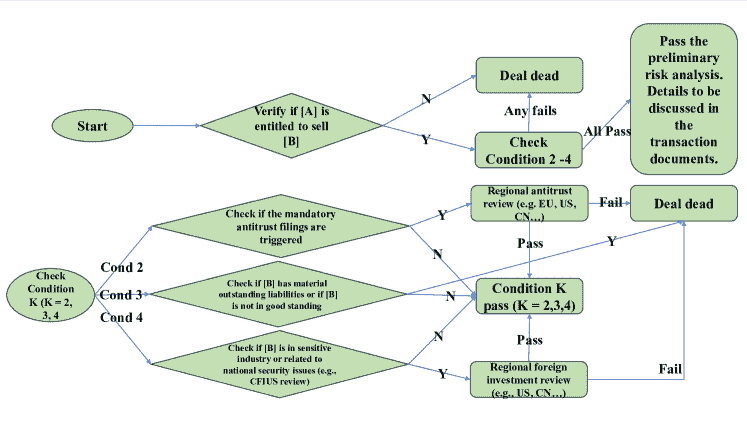 Start
Verify if [A] is
entitled to sell
[B]
N
Y
Deal dead
Any fails
Check
Condition 2 -4
All Pass
Pass the
preliminary
risk analysis.
Details to be
discussed in
the
transaction
documents.
Check
Condition
K (K = 2,
3, 4
Cond 2
Cond 3
Cond 4
Check if the mandatory
antitrust filings are
triggered
Y
N
Regional antitrust
review (e.g. EU, US,
CN…)
Fail
Deal dead
Pass
Check if [B] has material
outstanding liabilities or if [B]
is not in good standing
Y
N
Condition K
pass (K = 2,3,4)
Check if [B] is in sensitive
industry or related to
national security issues (e.g.,
CFIUS review)
N
Y
Pass
Regional foreign
investment review
(e.g., US, CN…)
Fail